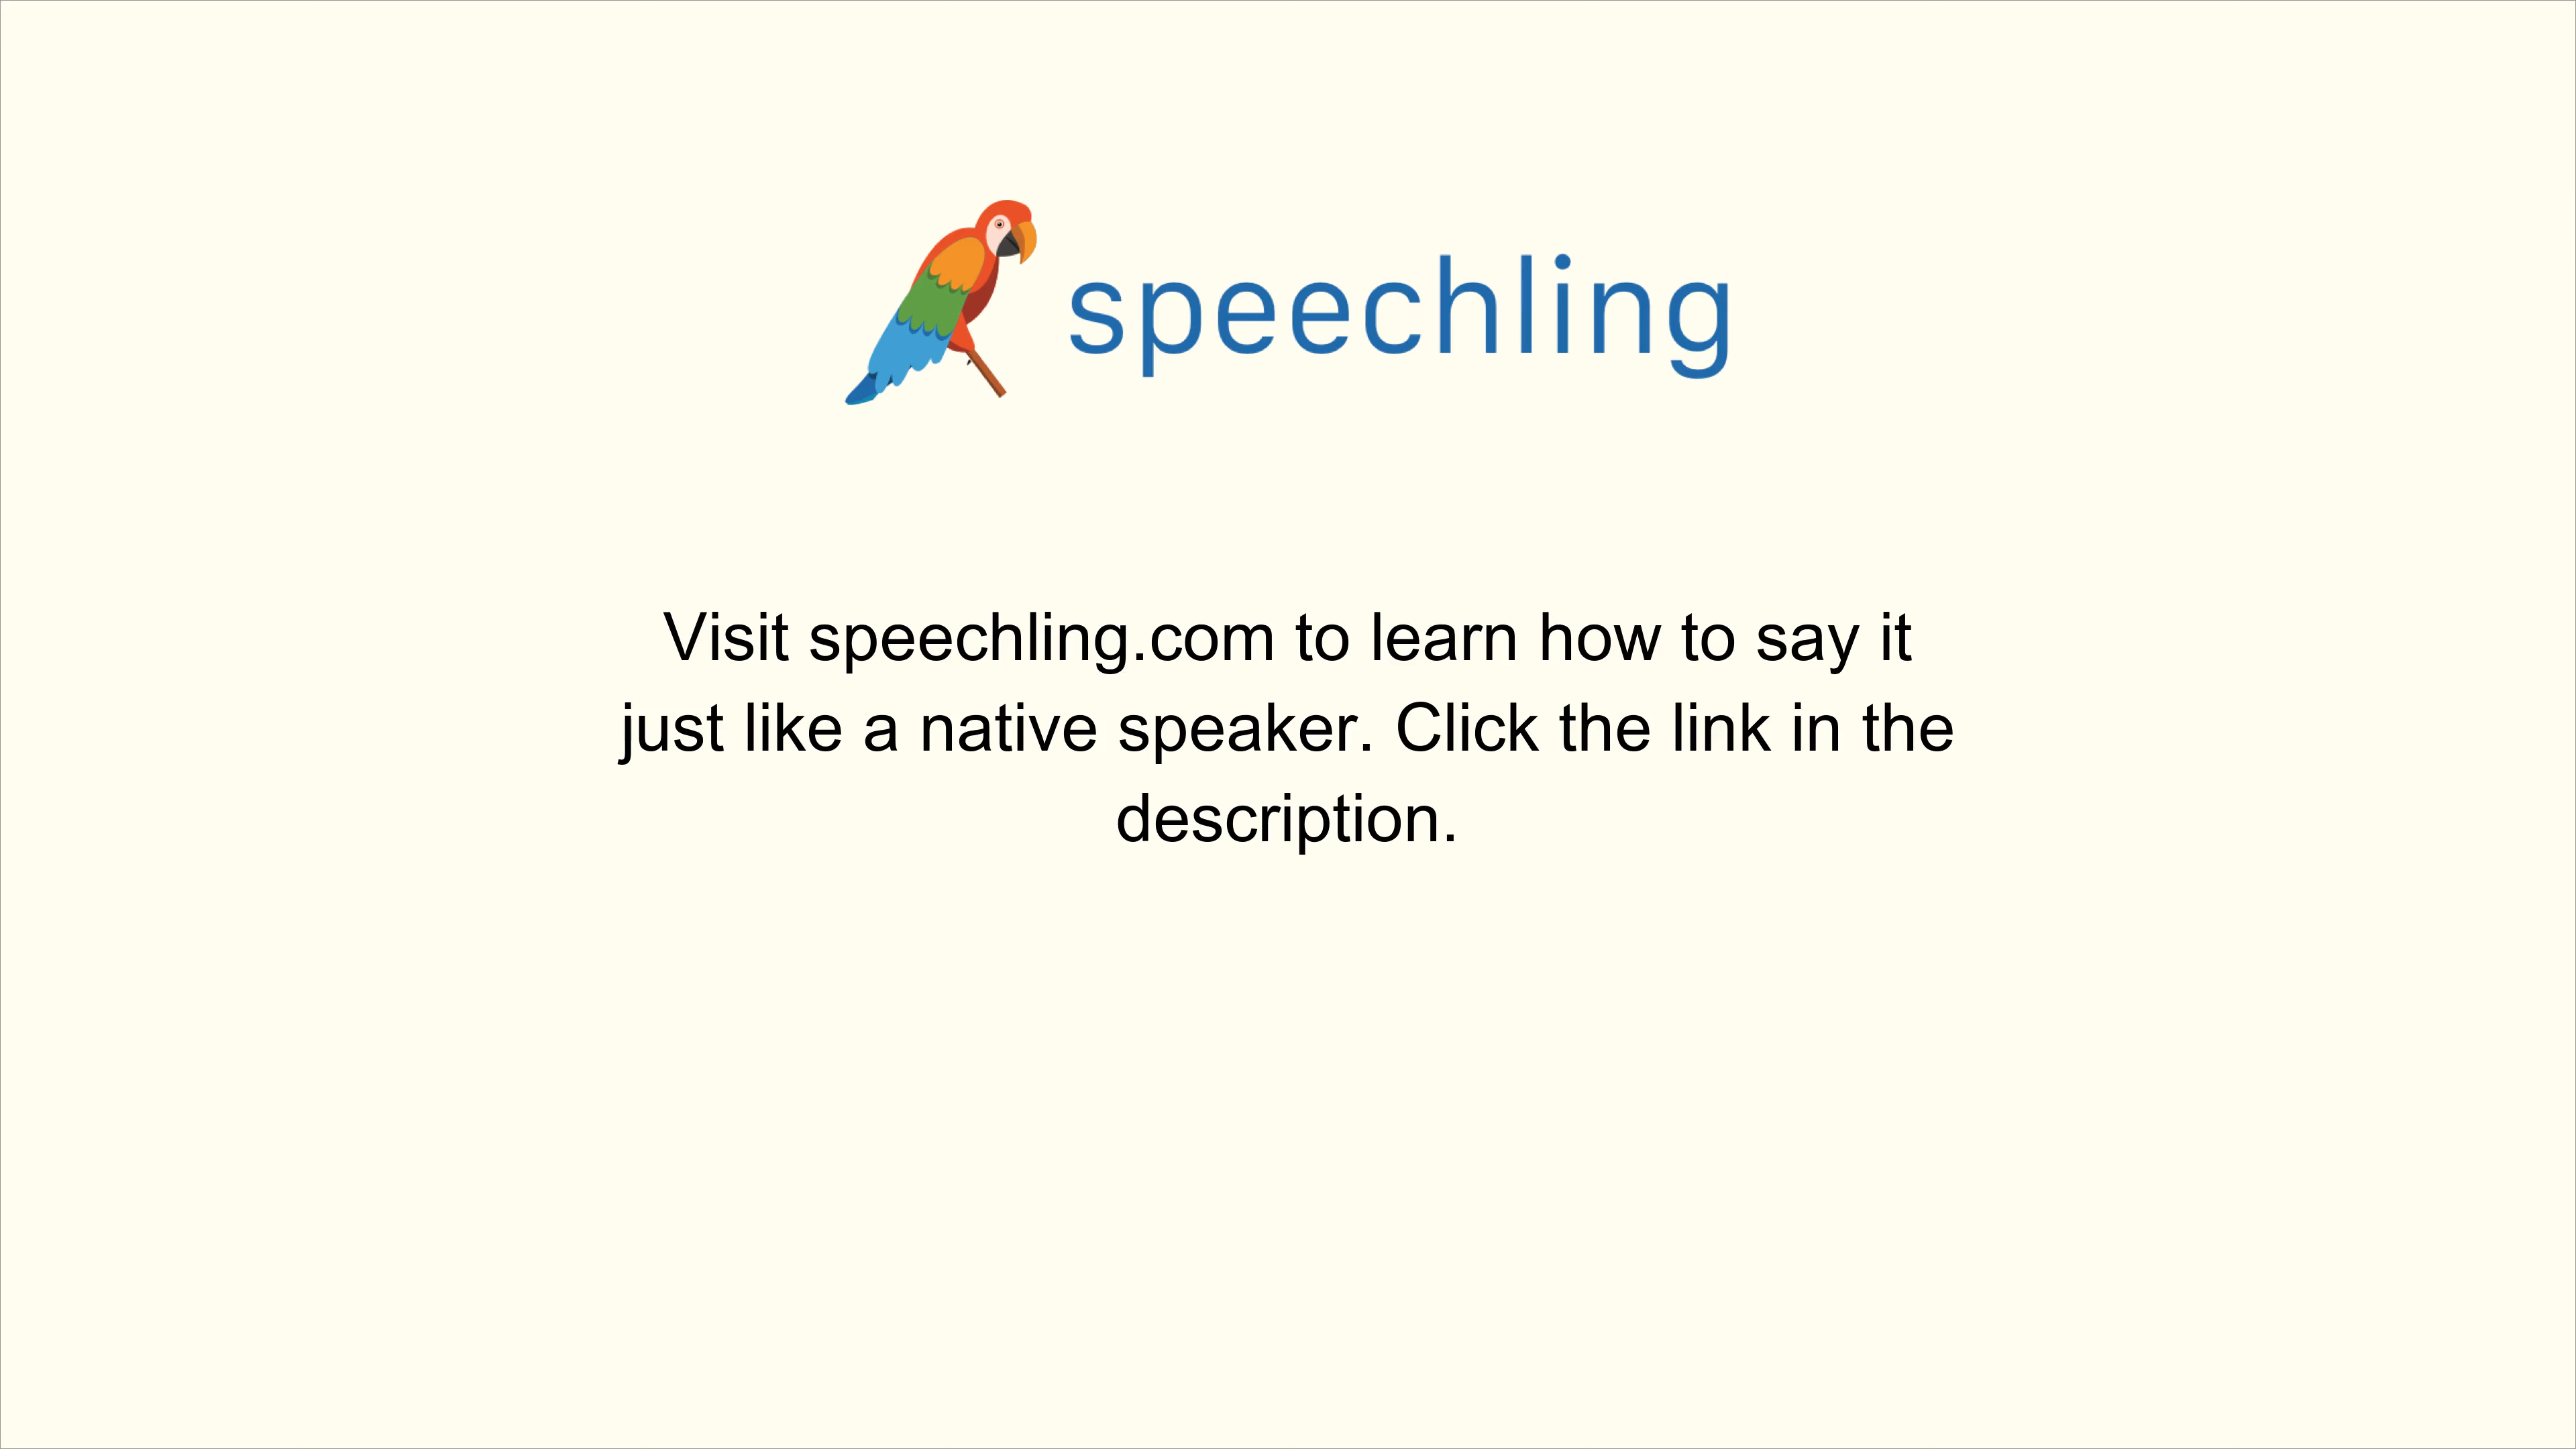 speechling
Visit speechling.com to learn how to say it
just like a native speaker. Click the link in the
description.